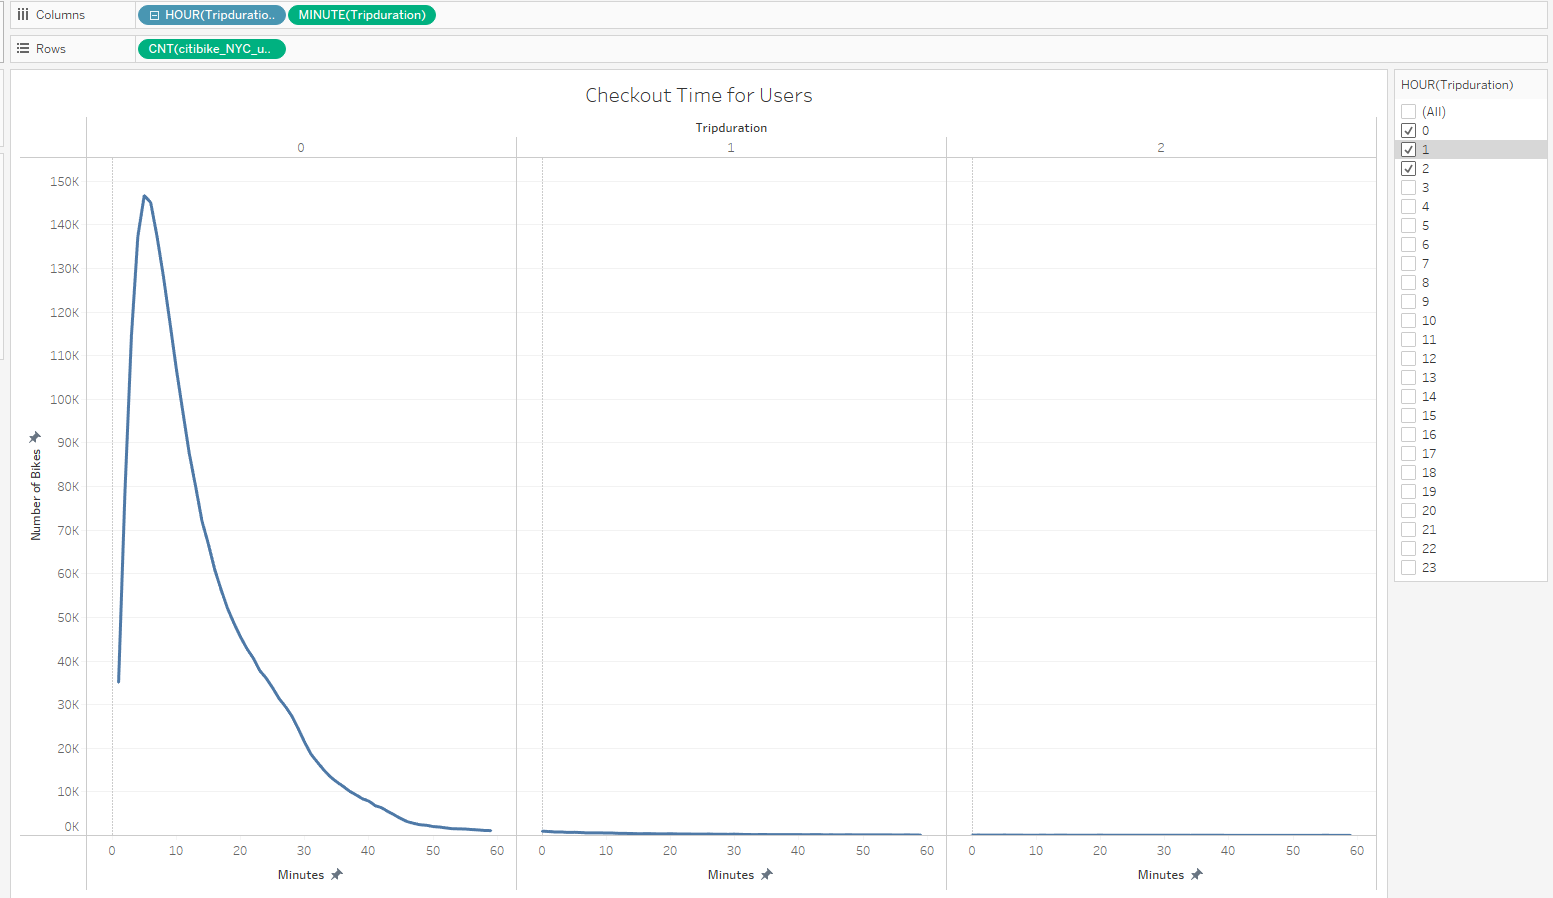 Columns
HOUR(Tripduratio..
MINUTE(Tripduration)
Rows
CNT(citibike_NYC_u..
Checkout Time for Users
Tripduration
0
1
2
150K
140K
130K
120K
110K
100K
90K
80K
70K
60K
50K
40K
30K
20K
10K
0K
Number of Bikes
0 10 20 30 40 50 60
0 10 20 30 40 50 60
0 10 20 30 40 50 60
Minutes
Minutes
Minutes
HOUR(Tripduration)
(All)
0
1
2
3
4
5
6
7
8
9
10
11
12
13
14
15
16
17
18
19
20
21
22
23